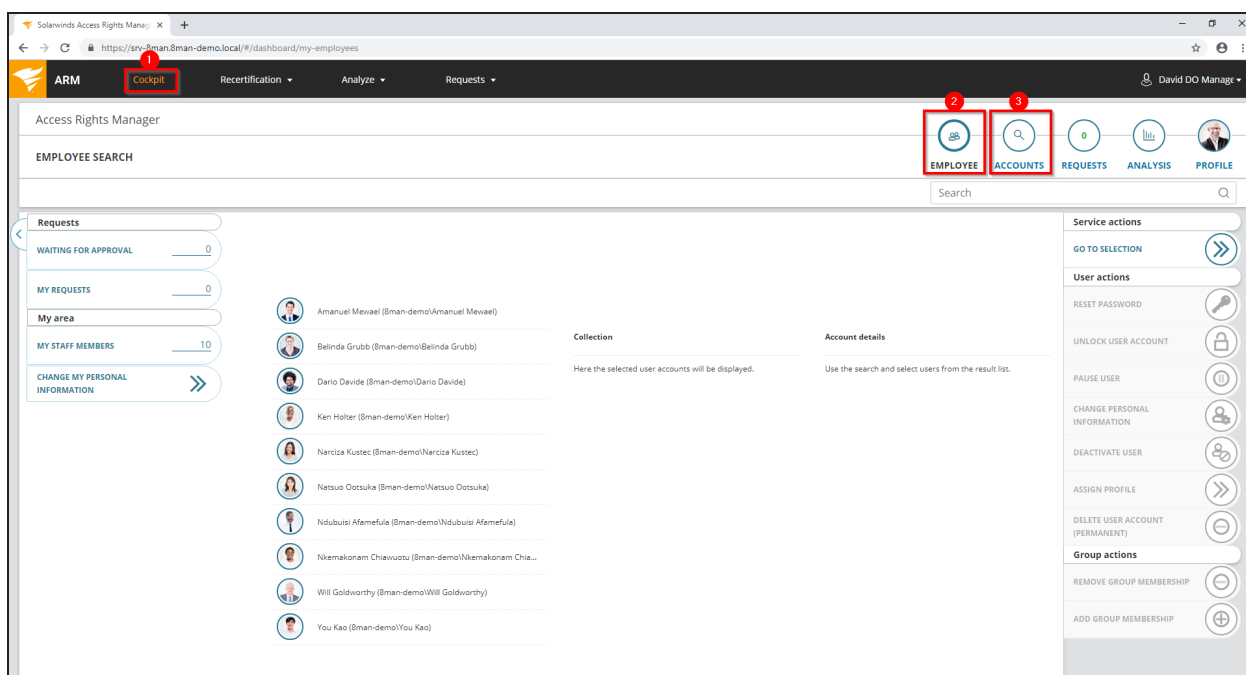 Solarwinds Access Rights Manag
https://srv-8man.8man-demo.local/#/dashboard/my-employees
1
ARM Cockpit Recertification Analyze Requests David DO Manage
Access Rights Manager
2 3
0
EMPLOYEE SEARCH
EMPLOYEE ACCOUNTS REQUESTS ANALYSIS PROFILE
Search
Requests
WAITING FOR APPROVAL 0
MY REQUESTS 0
My area
MY STAFF MEMBERS 10
CHANGE MY PERSONAL
INFORMATION
Amanuel Mewael (8man-demo\Amanuel Mewael)
Belinda Grubb (8man-demo\Belinda Grubb)
Dario Davide (8man-demo\Dario Davide)
Ken Holter (8man-demo\Ken Holter)
Narciza Kustec (8man-demo\Narciza Kustec)
Natsuo Ootsuka (8man-demo\Natsuo Ootsuka)
Ndubuisi Afamefula (8man-demo\Ndubuisi Afamefula)
Nkemakonam Chiawuotu (8man-demo\Nkemakonam Chia...
Will Goldworthy (8man-demo\Will Goldworthy)
You Kao (8man-demo\You Kao)
Collection
Here the selected user accounts will be displayed.
Account details
Use the search and select users from the result list.
Service actions
GO TO SELECTION
User actions
RESET PASSWORD
UNLOCK USER ACCOUNT
PAUSE USER
CHANGE PERSONAL
INFORMATION
DEACTIVATE USER
ASSIGN PROFILE
DELETE USER ACCOUNT
(PERMANENT)
Group actions
REMOVE GROUP MEMBERSHIP
ADD GROUP MEMBERSHIP